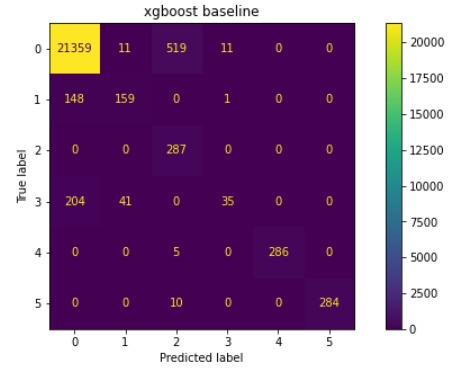 xgboost baseline
0 21359 11 519 11 0 0
1 148 159 0 1 0 0
2 0 0 287 0 0 0
3 204 41 0 35 0 0
4 0 0 5 0 286 0
5 0 0 10 0 0 284
0 1 2 3 4 5
Predicted label
True label
20000
17500
15000
12500
10000
7500
5000
2500
0